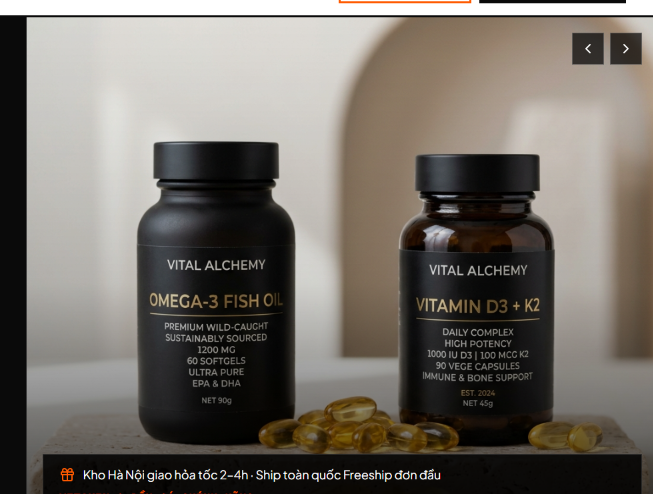 VITAL ALCHEMY
OMEGA-3 FISH OIL
PREMIUM WILD-CAUGHT
SUSTAINABLY SOURCED
1200 MG
60 SOFTGELS
ULTRA PURE
EPA & DHA
NET 90g
VITAL ALCHEMY
VITAMIN D3 + K2
DAILY COMPLEX
HIGH POTENCY
1000 IU D3 | 100 MCG K2
90 VEGE CAPSULES
IMMUNE & BONE SUPPORT
EST. 2024
NET 45g
Kho Hà Nội giao hỏa tốc 2–4h · Ship toàn quốc Freeship đơn đầu